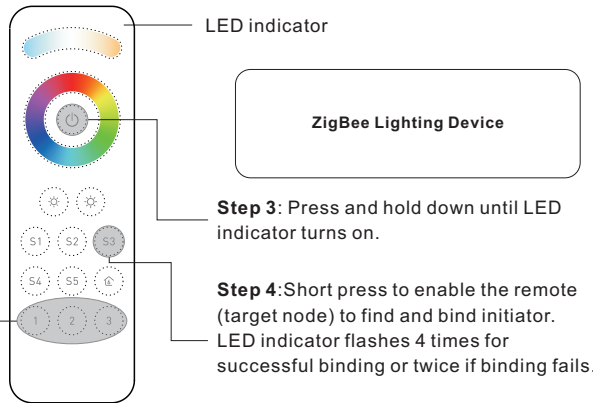 LED indicator
ZigBee Lighting Device
Step 3: Press and hold down until LED
indicator turns on.
S1 S2 S3
S4 S5
Step 4:Short press to enable the remote
(target node) to find and bind initiator.
1 2 3
LED indicator flashes 4 times for
successful binding or twice if binding fails.